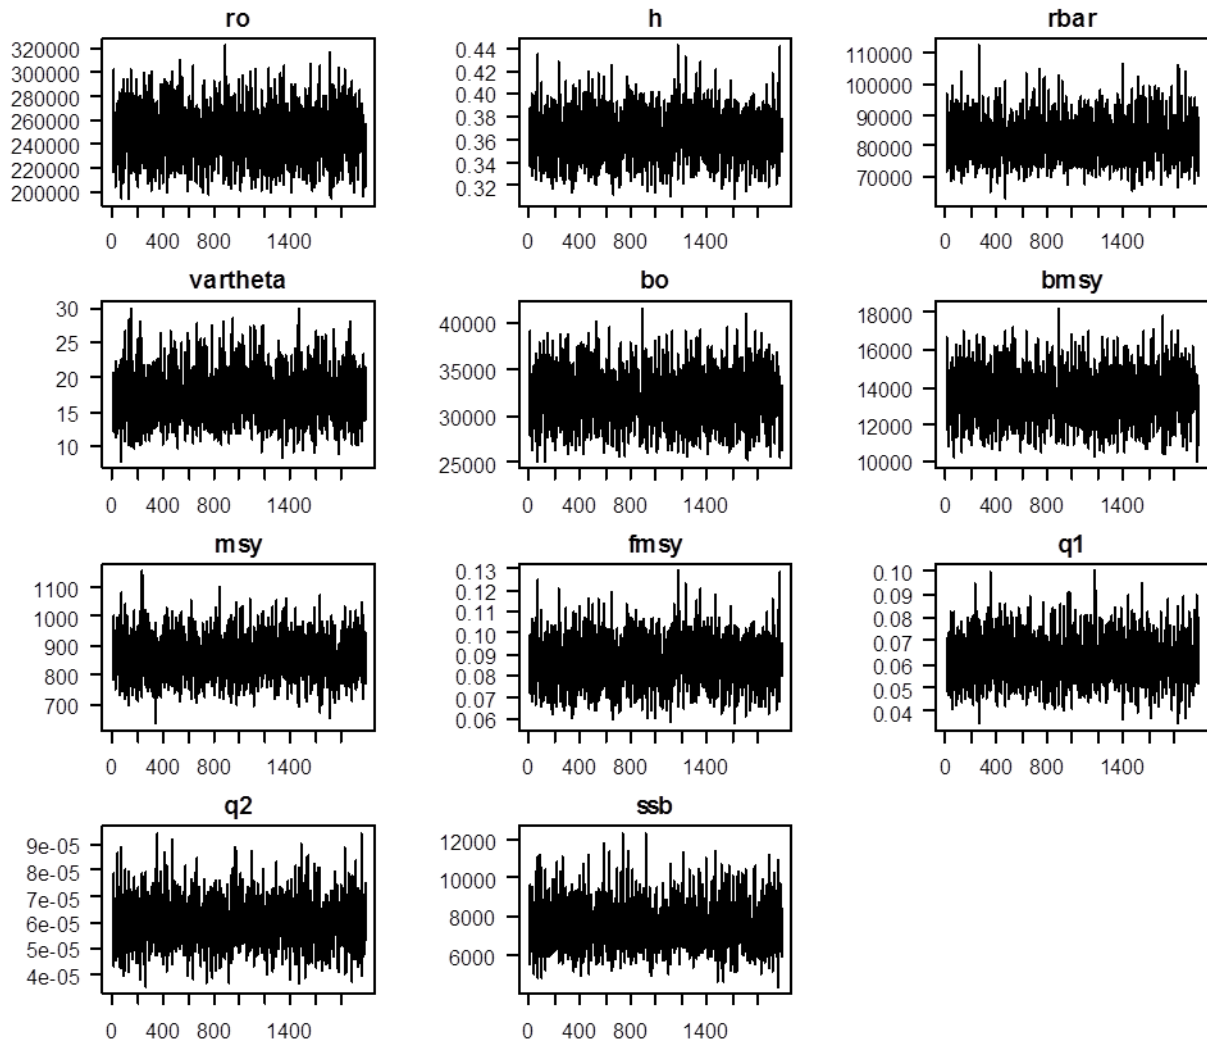 ro
320000
300000
280000
260000
240000
220000
200000
0 400 800 1400
h
0.44
0.42
0.40
0.38
0.36
0.34
0.32
0 400 800 1400
rbar
110000
100000
90000
80000
70000
0 400 800 1400
vartheta
30
25
20
15
10
0 400 800 1400
bo
40000
35000
30000
25000
0 400 800 1400
bmsy
18000
16000
14000
12000
10000
0 400 800 1400
msy
1100
1000
900
800
700
0 400 800 1400
fmsy
0.13
0.12
0.11
0.10
0.09
0.08
0.07
0.06
0 400 800 1400
q1
0.10
0.09
0.08
0.07
0.06
0.05
0.04
0 400 800 1400
q2
9e-05
8e-05
7e-05
6e-05
5e-05
4e-05
0 400 800 1400
ssb
12000
10000
8000
6000
0 400 800 1400